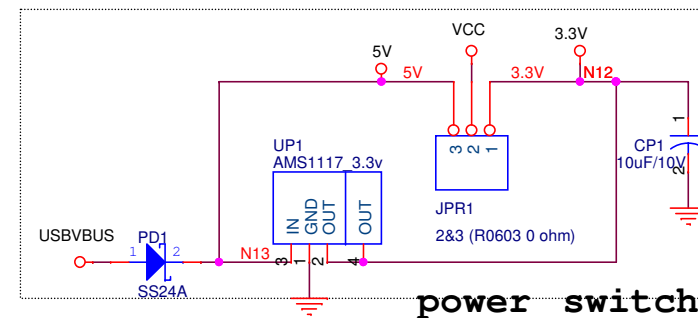 VCC
5V
3.3V
5V
3.3V
N12
UP1
AMS1117_3.3v
3
2
1
1
CP1
10uF/10V
2
JPR1
2&3 (R0603 0 ohm)
IN
GND
OUT
OUT
USBVBUS
PD1
1
2
SS24A
N13
3
1
2
4
power switch